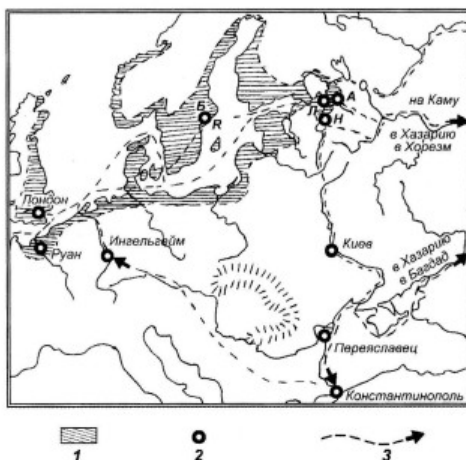 на Каму
Б
R
Л
А
Н
в Хазарию
в Хорезм
Лондон
Руан
Ингельгейм
Киев
в Хазарию
в Багдад
Переяславец
Константинополь
1
2
3